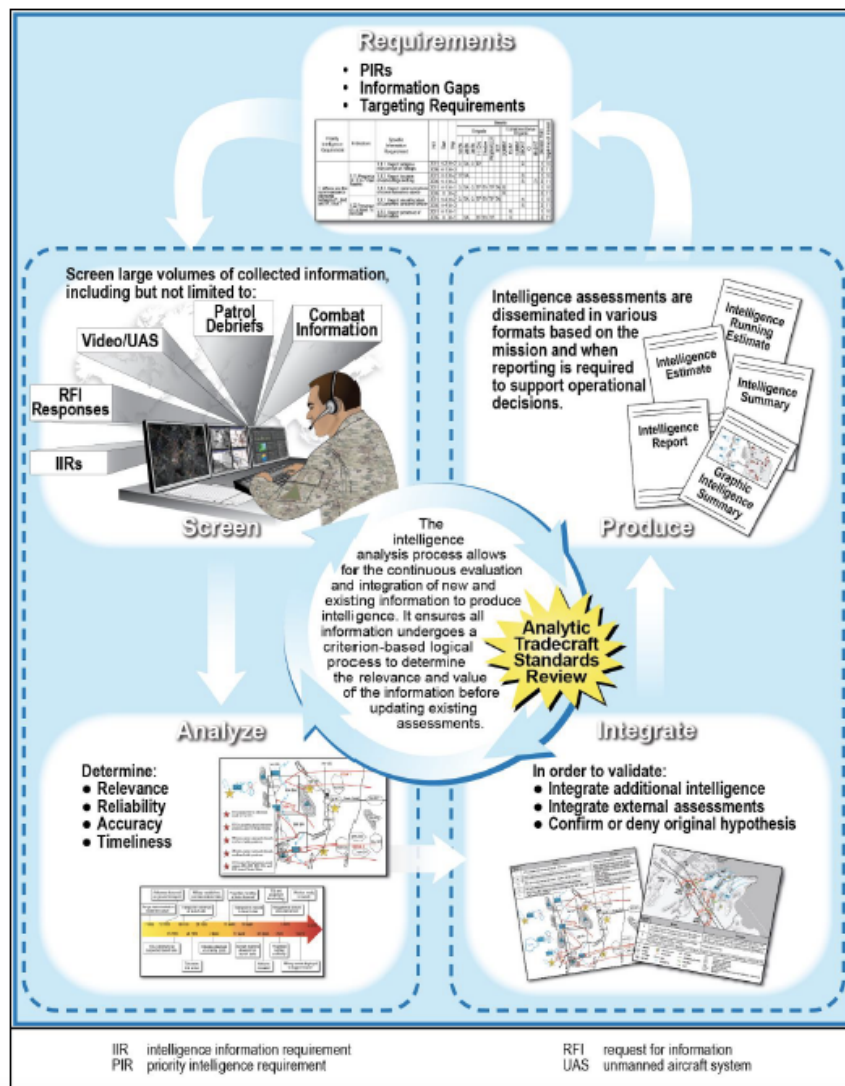 Requirements
• PIRs
• Information Gaps
• Targeting Requirements
Screen large volumes of collected information,
including but not limited to:
Patrol
Debriefs
Combat
Information
Video/UAS
RFI
Responses
IIRs
Screen
Intelligence assessments are
disseminated in various
formats based on the
mission and when
reporting is required
to support operational
decisions.
Intelligence
Running
Estimate
Intelligence
Estimate
Intelligence
Summary
Intelligence
Report
Graphic
Intelligence
Summary
Produce
The
intelligence
analysis process allows
for the continuous evaluation
and integration of new and
existing information to produce
intelligence. It ensures all
information undergoes a
criterion-based logical
process to determine
the relevance and value
of the information before
updating existing
assessments.
Analytic
Tradecraft
Standards
Review
Analyze
Determine:
● Relevance
● Reliability
● Accuracy
● Timeliness
Integrate
In order to validate:
● Integrate additional intelligence
● Integrate external assessments
● Confirm or deny original hypothesis
IIR intelligence information requirement
PIR priority intelligence requirement
RFI request for information
UAS unmanned aircraft system